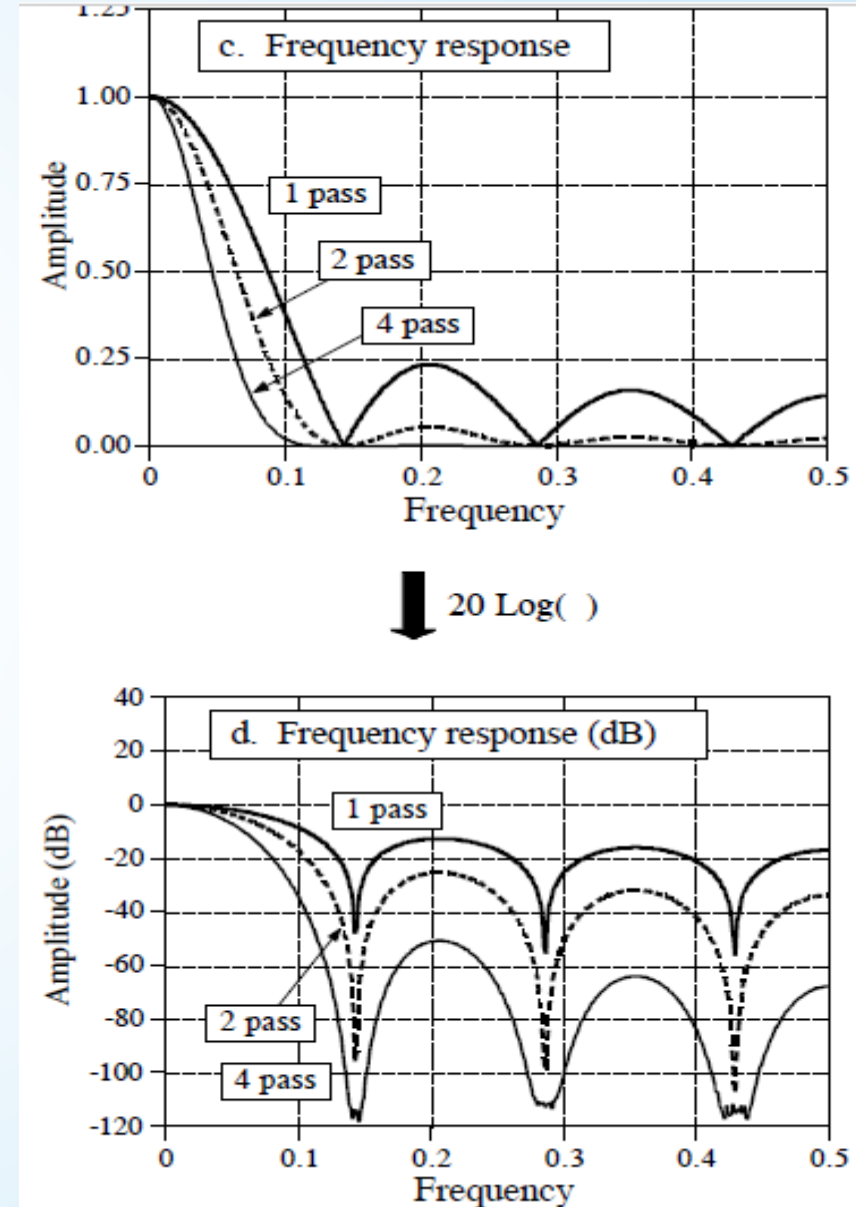 1.25
c. Frequency response
1.00
0.75
0.50
0.25
0.00
Amplitude
1 pass
2 pass
4 pass
0 0.1 0.2 0.3 0.4 0.5
Frequency
20 Log( )
40
20
0
-20
-40
-60
-80
-100
-120
Amplitude (dB)
d. Frequency response (dB)
1 pass
2 pass
4 pass
0 0.1 0.2 0.3 0.4 0.5
Frequency